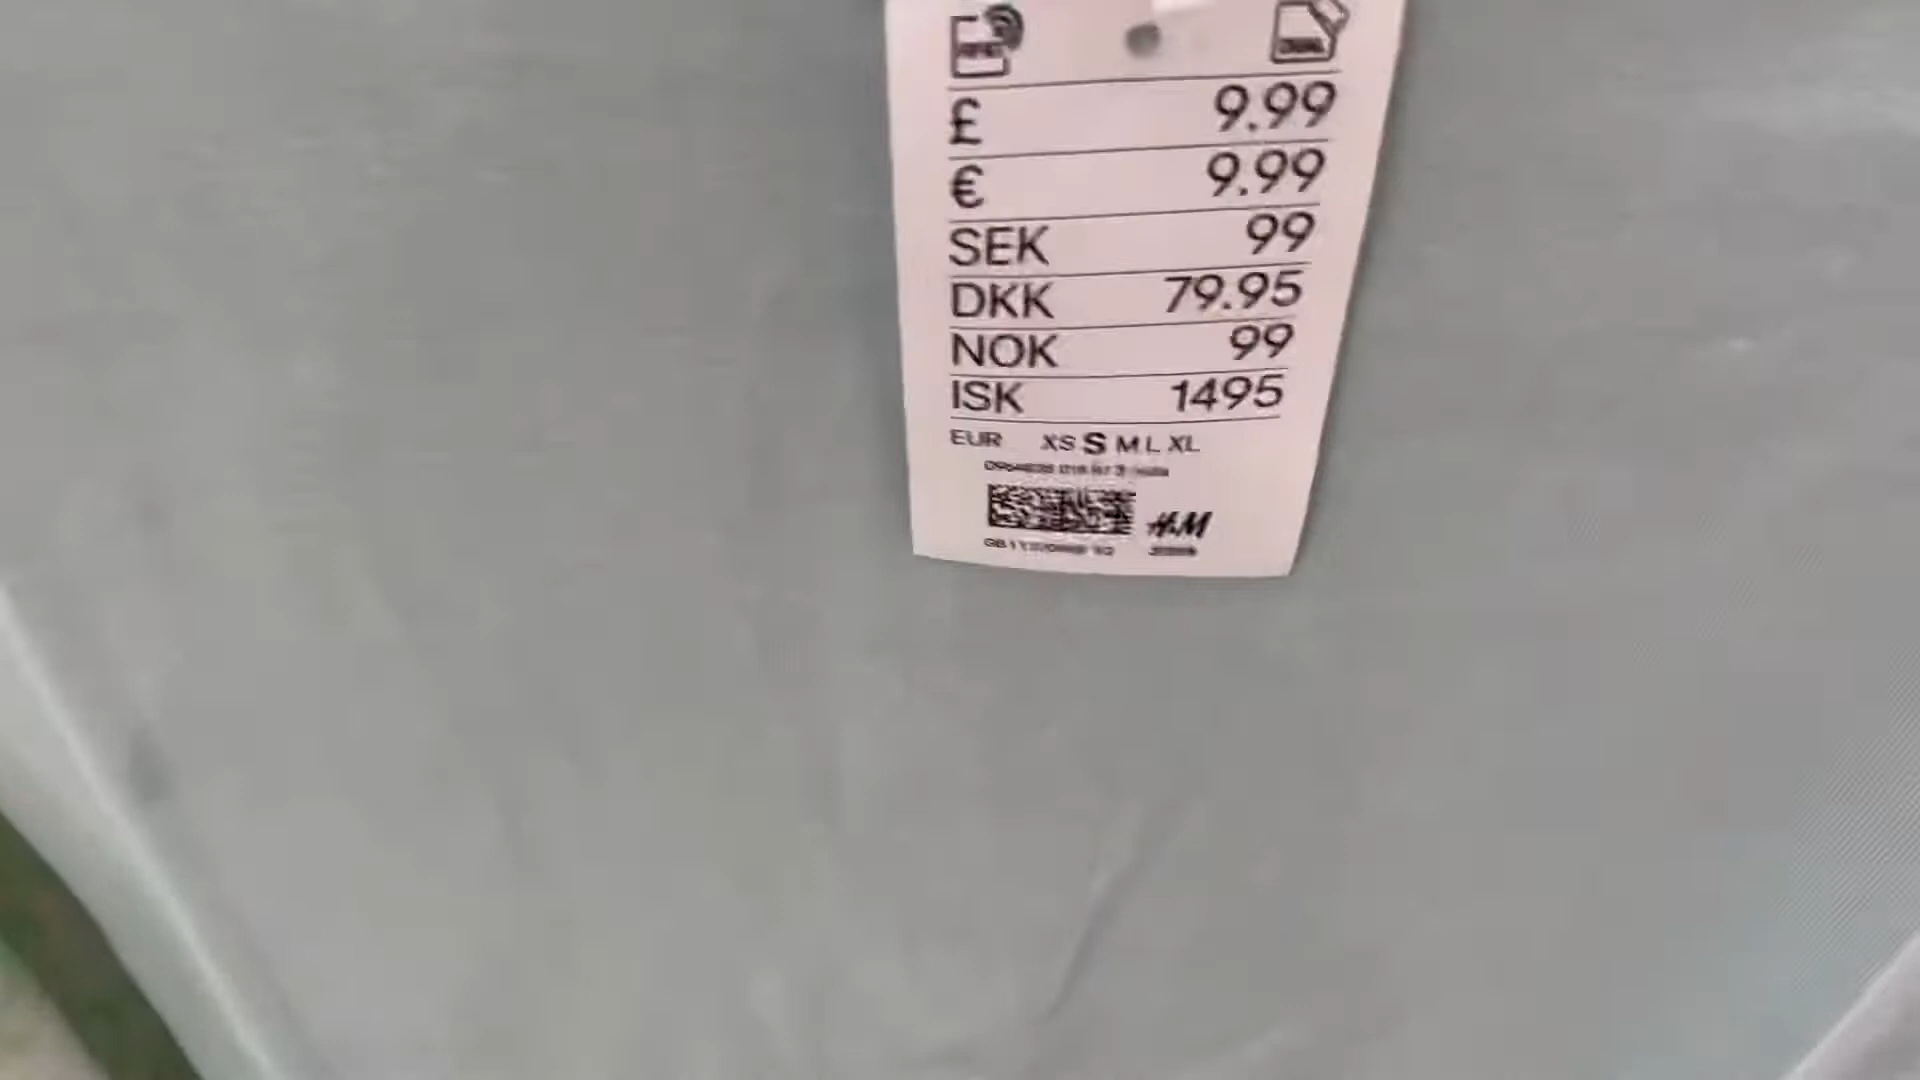 £ 9.99
€ 9.99
SEK 99
DKK 79.95
NOK 99
ISK 1495
EUR XS S M L XL
H&M